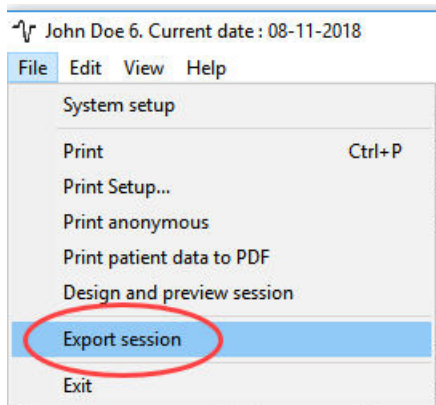 John Doe 6. Current date : 08-11-2018
File Edit View Help
System setup
Print Ctrl+P
Print Setup...
Print anonymous
Print patient data to PDF
Design and preview session
Export session
Exit